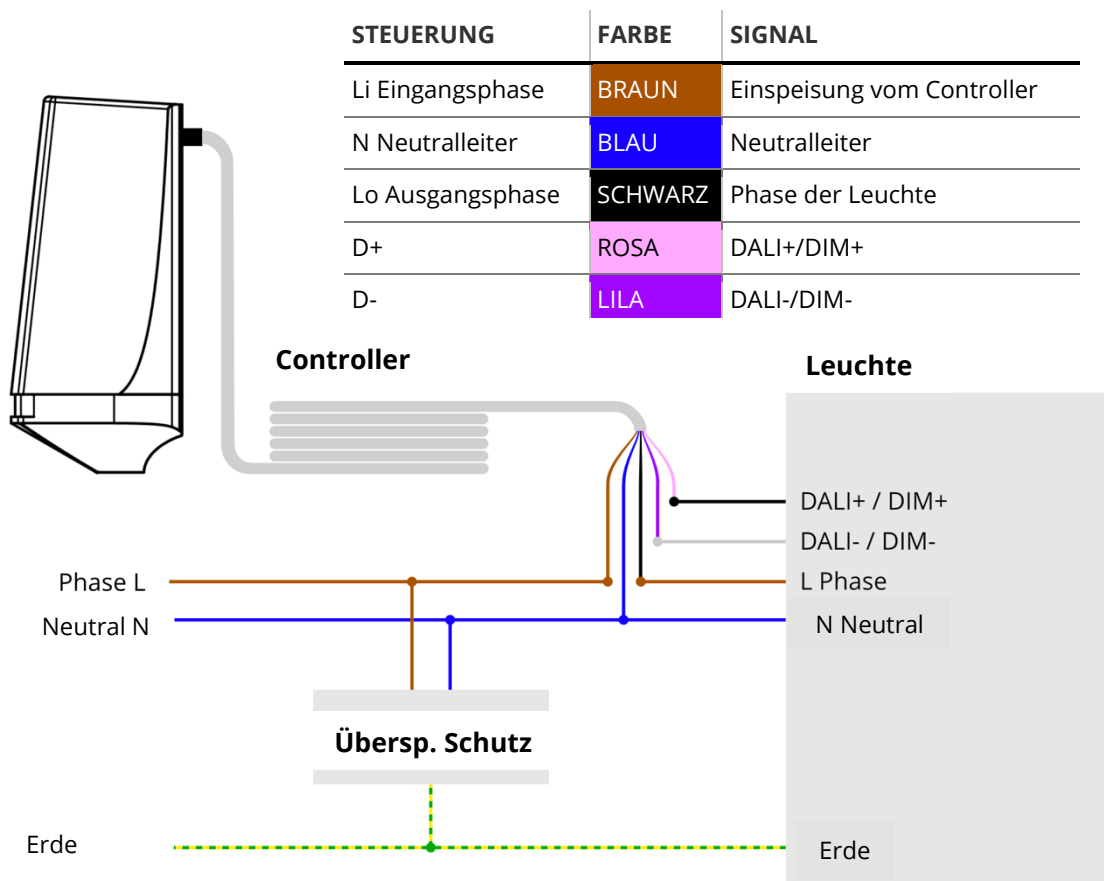 STEUERUNG FARBE SIGNAL
Li Eingangsphase BRAUN Einspeisung vom Controller
N Neutralleiter BLAU Neutralleiter
Lo Ausgangsphase SCHWARZ Phase der Leuchte
D+ ROSA DALI+/DIM+
D- LILA DALI-/DIM-
Controller
Leuchte
DALI+ / DIM+
DALI- / DIM-
Phase L
L Phase
Neutral N
N Neutral
Übersp. Schutz
Erde
Erde